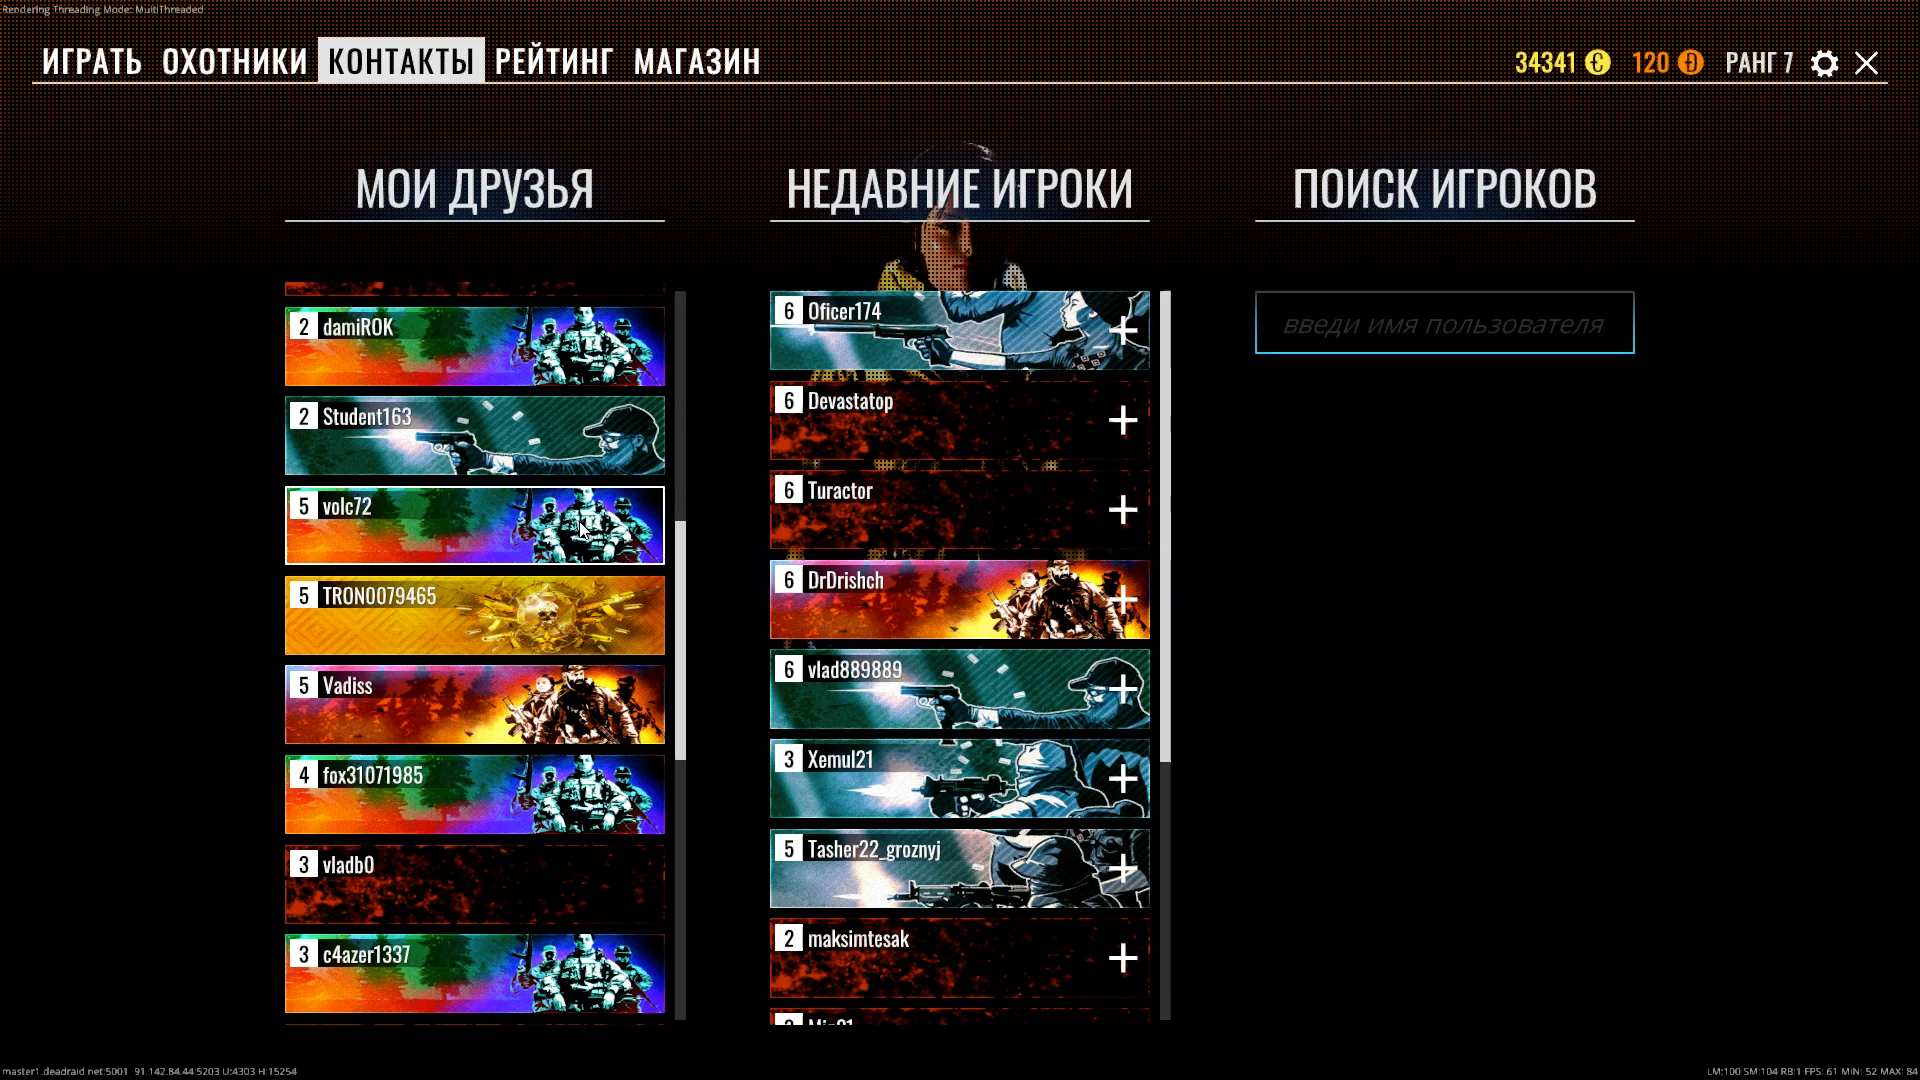 Rendering Threading Mode: MultiThreaded
ИГРАТЬ ОХОТНИКИ КОНТАКТЫ РЕЙТИНГ МАГАЗИН
34341 120 РАНГ 7
МОИ ДРУЗЬЯ
2 damiROK
2 Student163
5 volc72
5 TRON0079465
5 Vadiss
4 fox31071985
3 vladb0
3 c4azer1337
НЕДАВНИЕ ИГРОКИ
6 Oficer174
6 Devastatop
6 Turactor
6 DrDrishch
6 vlad889889
3 Xemul21
5 Tasher22_groznyj
2 maksimtesak
ПОИСК ИГРОКОВ
введи имя пользователя
master1.deadraid.net:5001 91.142.84.44:5203 U:4303 H:15254
LM:100 SM:104 RB:1 FPS: 61 MIN: 52 MAX: 84